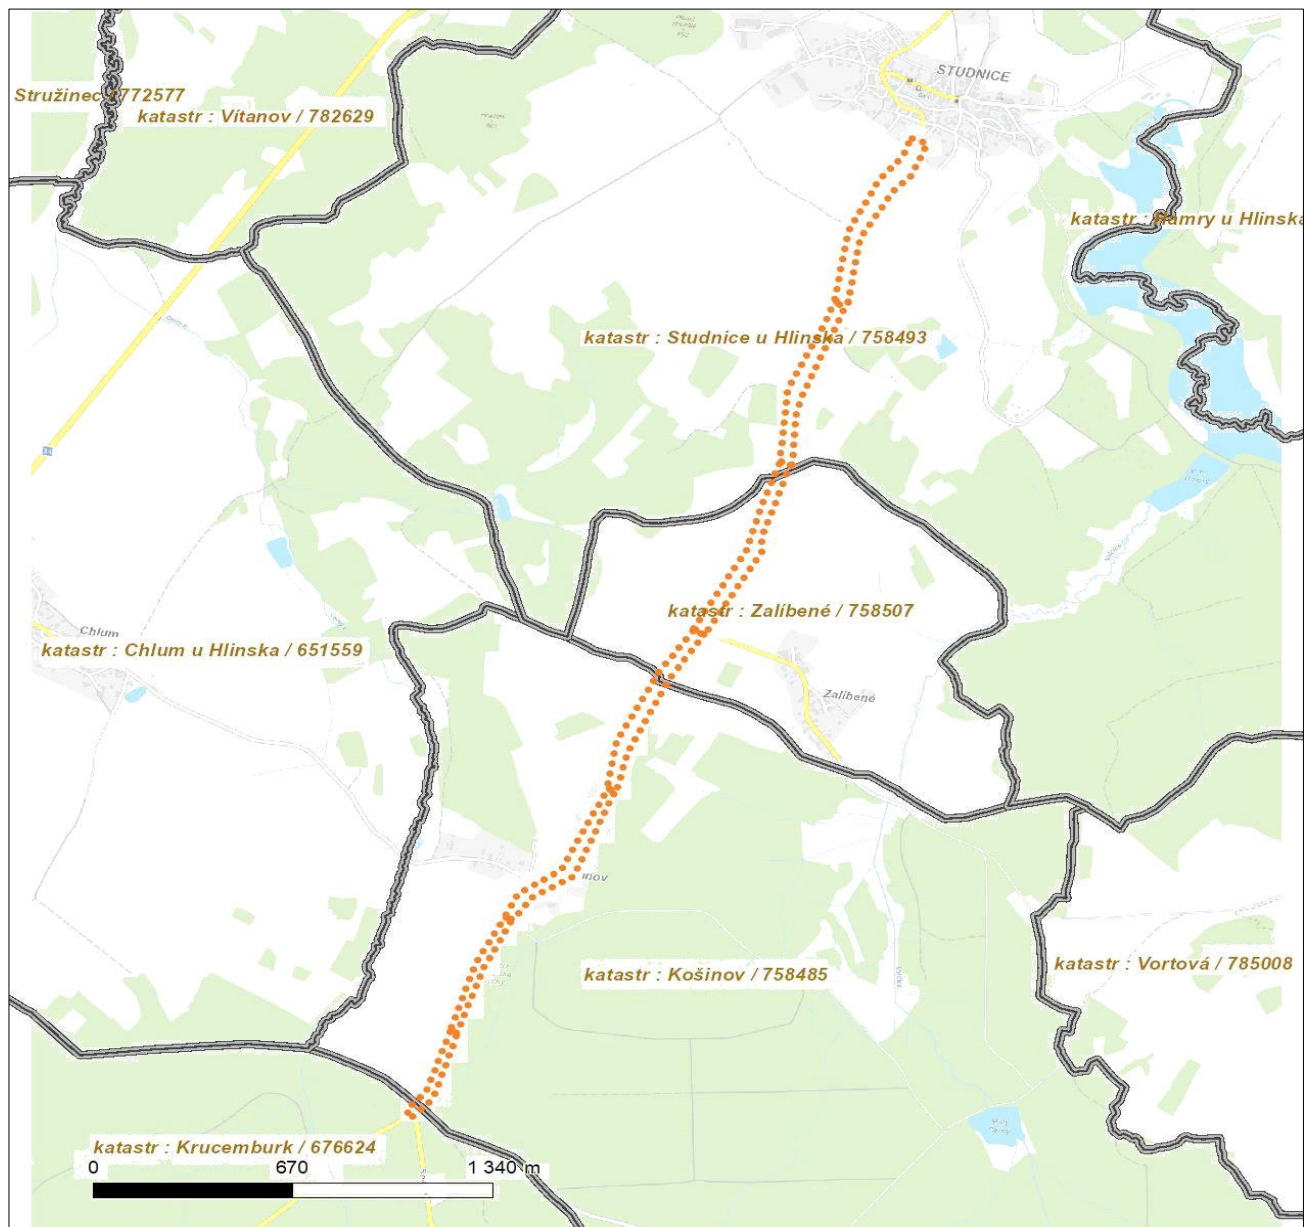 STUDNICE
Stružinec / 772577
katastr : Vítanov / 782629
katastr : Hamry u Hlinska
katastr : Studnice u Hlinska / 758493
katastr : Zalíbené / 758507
Chlum
katastr : Chlum u Hlinska / 651559
Zalíbené
katastr : Košinov / 758485
katastr : Vortová / 785008
katastr : Krucemburk / 676624
0 670 1 340 m